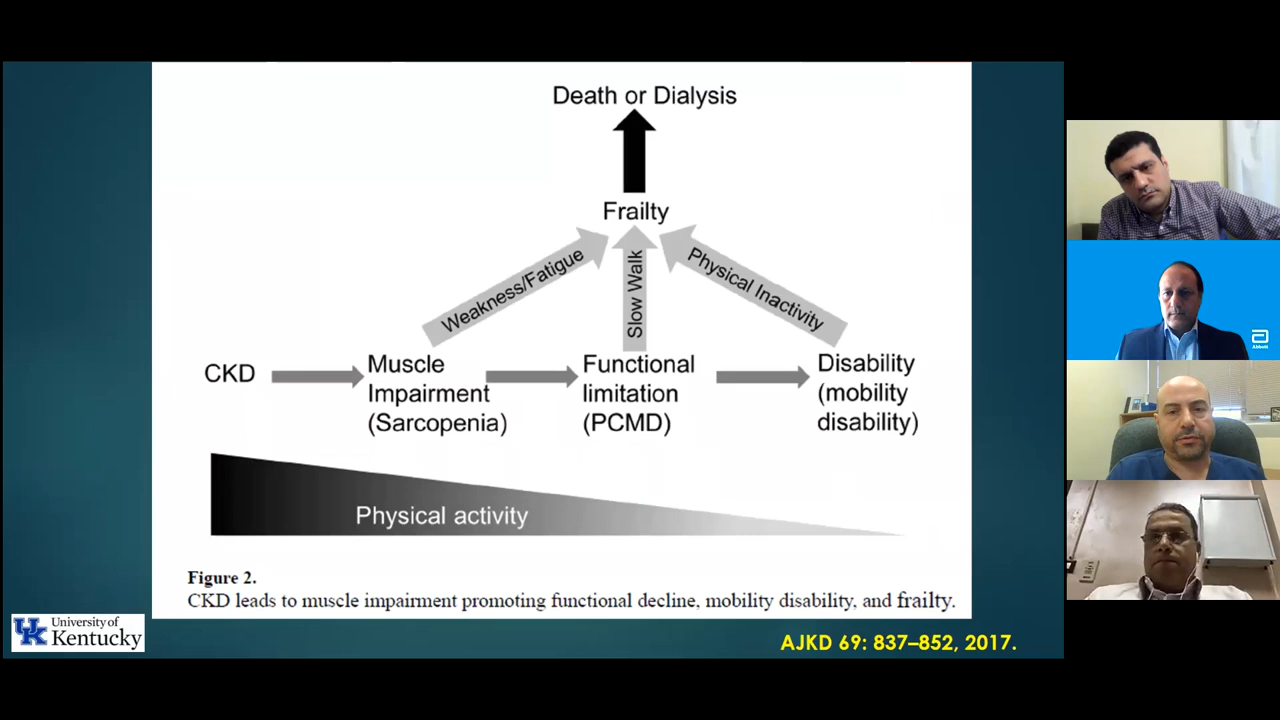 Death or Dialysis
Frailty
Weakness/Fatigue
Slow Walk
Physical Inactivity
CKD
Muscle
Impairment
(Sarcopenia)
Functional
limitation
(PCMD)
Disability
(mobility
disability)
Physical activity
Figure 2.
CKD leads to muscle impairment promoting functional decline, mobility disability, and frailty.
University of
Kentucky
AJKD 69: 837–852, 2017.
Abbott